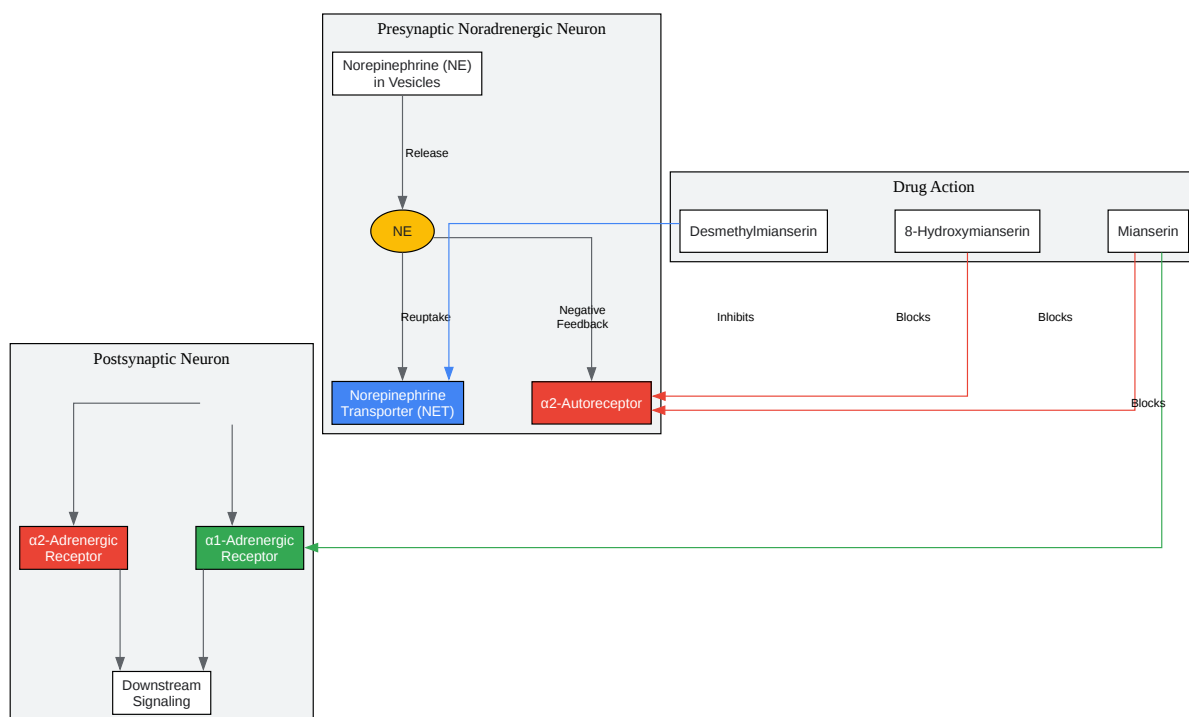 Presynaptic Noradrenergic Neuron
Norepinephrine (NE)
in Vesicles
Release
NE
Reuptake
Negative
Feedback
Norepinephrine
Transporter (NET)
α2-Autoreceptor
Drug Action
Desmethylmianserin
8-Hydroxymianserin
Mianserin
Inhibits
Blocks
Blocks
Blocks
Postsynaptic Neuron
α2-Adrenergic
Receptor
α1-Adrenergic
Receptor
Downstream
Signaling